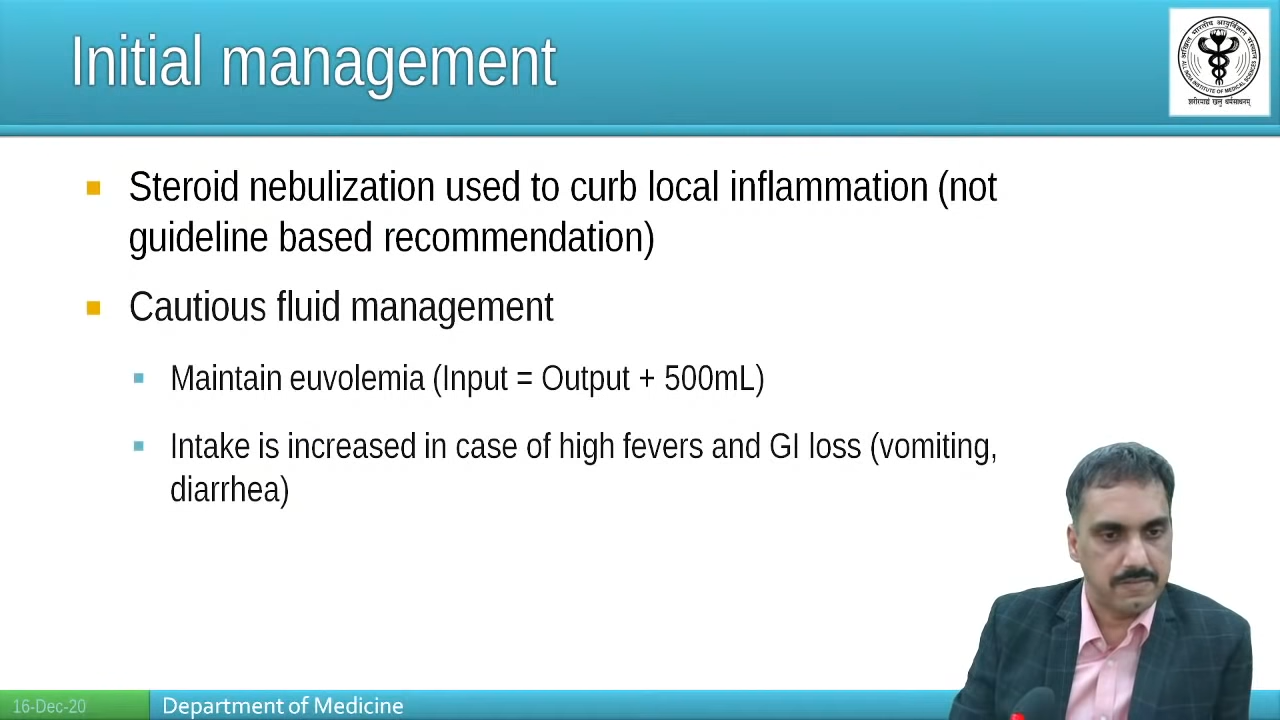 Initial management
Steroid nebulization used to curb local inflammation (not
guideline based recommendation)
Cautious fluid management
Maintain euvolemia (Input = Output + 500mL)
Intake is increased in case of high fevers and GI loss (vomiting,
diarrhea)
16-Dec-20
Department of Medicine